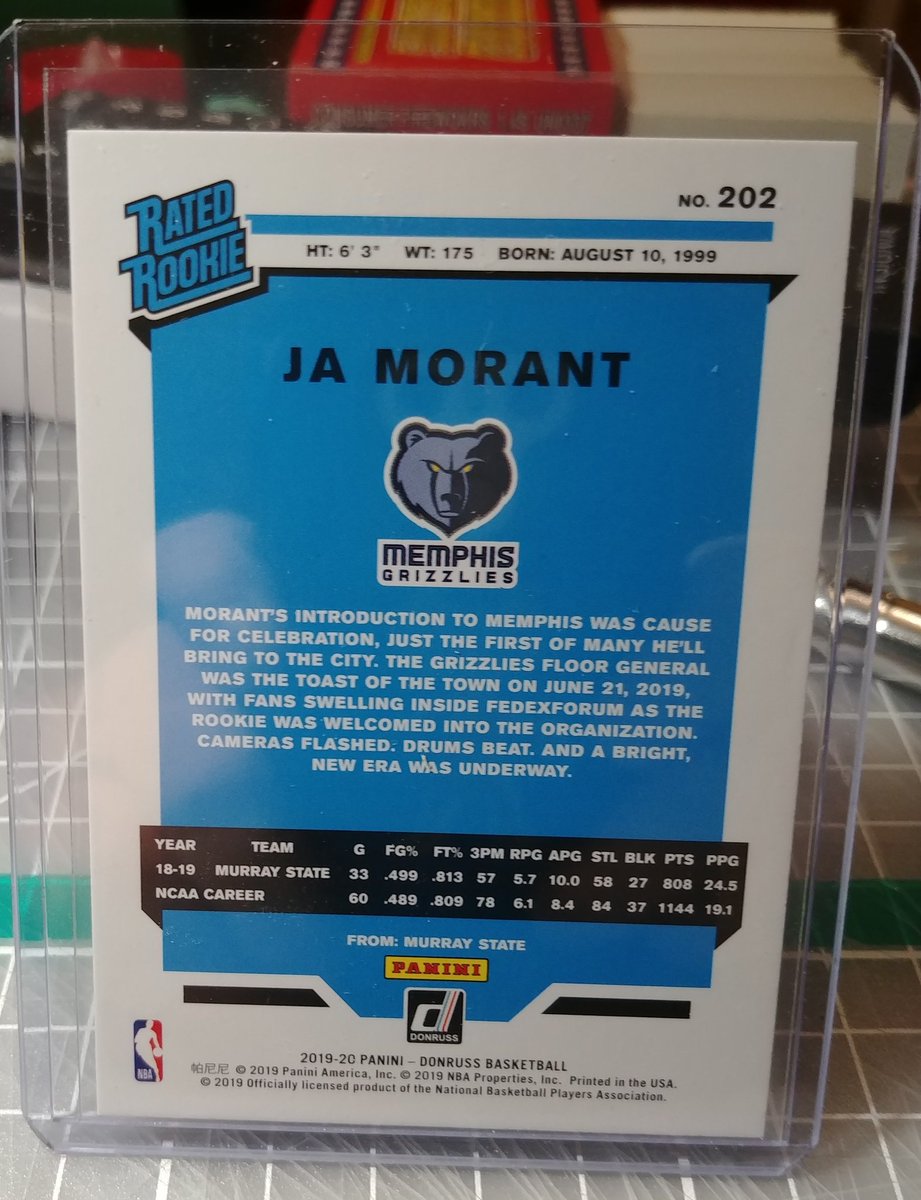 RATED
ROOKIE
NO. 202
HT: 6' 3" WT: 175 BORN: AUGUST 10, 1999
JA MORANT
MEMPHIS
GRIZZLIES
MORANT'S INTRODUCTION TO MEMPHIS WAS CAUSE
FOR CELEBRATION, JUST THE FIRST OF MANY HE'LL
BRING TO THE CITY. THE GRIZZLIES FLOOR GENERAL
WAS THE TOAST OF THE TOWN ON JUNE 21, 2019,
WITH FANS SWELLING INSIDE FEDEXFORUM AS THE
ROOKIE WAS WELCOMED INTO THE ORGANIZATION.
CAMERAS FLASHED. DRUMS BEAT. AND A BRIGHT,
NEW ERA WAS UNDERWAY.
YEAR TEAM G FG% FT% 3PM RPG APG STL BLK PTS PPG
18-19 MURRAY STATE 33 .499 .813 57 5.7 10.0 58 27 808 24.5
NCAA CAREER 60 .489 .809 78 6.1 8.4 84 37 1144 19.1
FROM: MURRAY STATE
PANINI
DONRUSS
NBA
2019-20 PANINI – DONRUSS BASKETBALL
帕尼尼 © 2019 Panini America, Inc. © 2019 NBA Properties, Inc. Printed in the USA.
© 2019 Officially licensed product of the National Basketball Players Association.